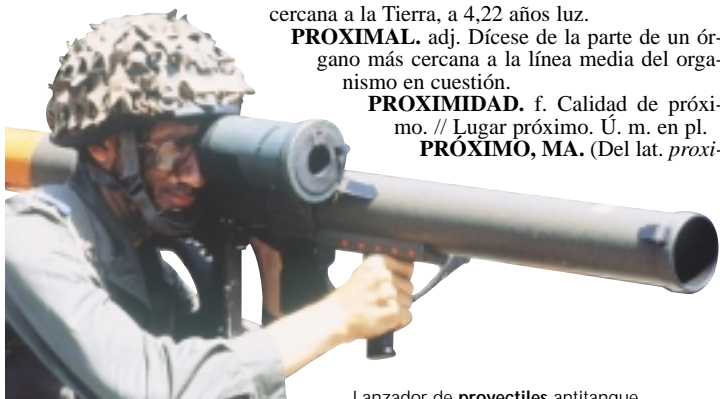 cercana a la Tierra, a 4,22 años luz.
PROXIMAL. adj. Dícese de la parte de un ór-
gano más cercana a la línea media del orga-
nismo en cuestión.
PROXIMIDAD. f. Calidad de próxi-
mo. // Lugar próximo. Ú. m. en pl.
PRÓXIMO, MA. (Del lat. proxi-
Lanzador de proyectiles antitanque